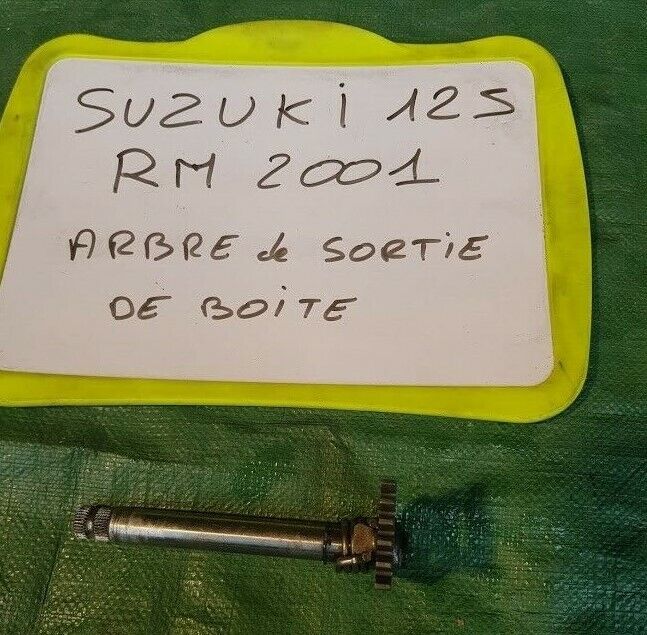 SUZUKi 125
RM 2001
ARBRE de SORTiE
DE BOiTE